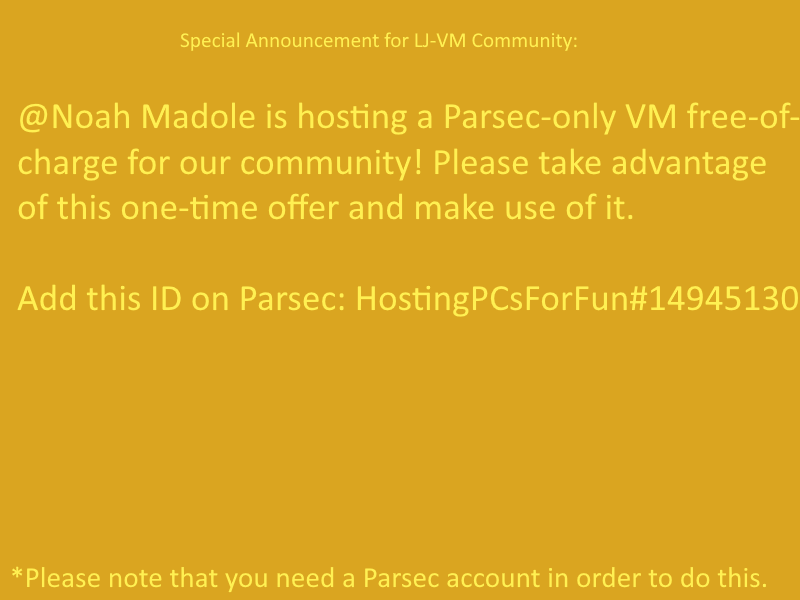 Special Announcement for LJ-VM Community:
@Noah Madole is hosting a Parsec-only VM free-of-
charge for our community! Please take advantage
of this one-time offer and make use of it.
Add this ID on Parsec: HostingPCsForFun#14945130
*Please note that you need a Parsec account in order to do this.